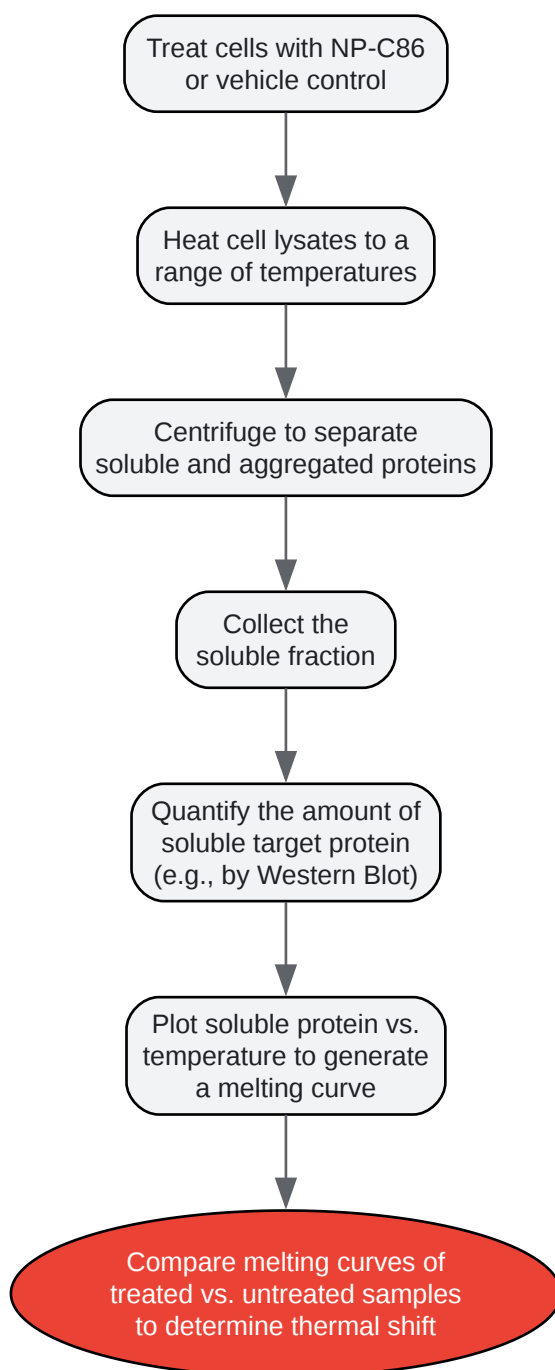 Treat cells with NP-C86
or vehicle control
Heat cell lysates to a
range of temperatures
Centrifuge to separate
soluble and aggregated proteins
Collect the
soluble fraction
Quantify the amount of
soluble target protein
(e.g., by Western Blot)
Plot soluble protein vs.
temperature to generate
a melting curve
Compare melting curves of
treated vs. untreated samples
to determine thermal shift